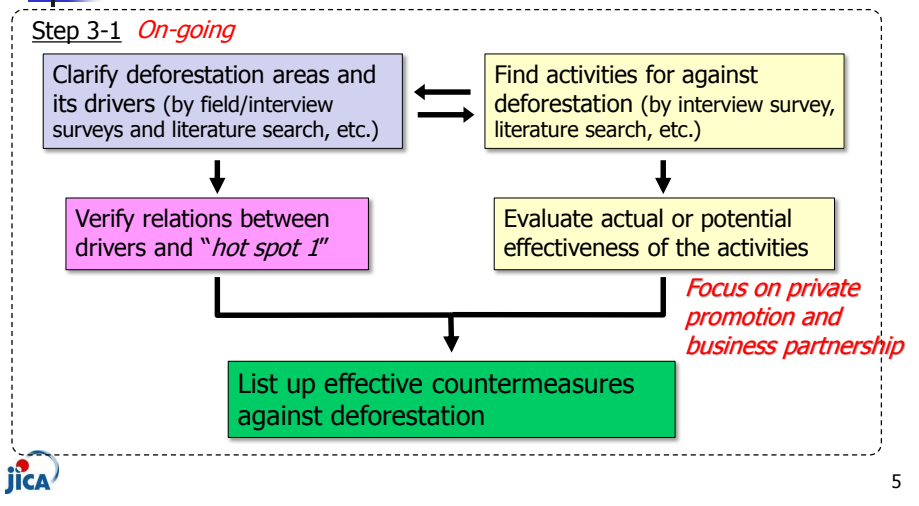 Step 3-1 On-going
Clarify deforestation areas and
its drivers (by field/interview
surveys and literature search, etc.)
Find activities for against
deforestation (by interview survey,
literature search, etc.)
Verify relations between
drivers and “hot spot 1”
Evaluate actual or potential
effectiveness of the activities
Focus on private
promotion and
business partnership
List up effective countermeasures
against deforestation
jica
5